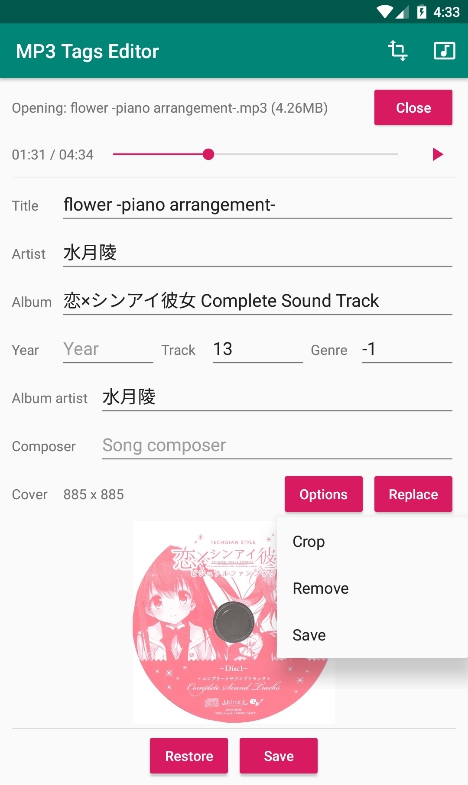 4:33
MP3 Tags Editor
Opening: flower -piano arrangement-.mp3 (4.26MB)
Close
01:31 / 04:34
Title flower -piano arrangement-
Artist 水月陵
Album 恋×シンアイ彼女 Complete Sound Track
Year Year Track 13 Genre -1
Album artist 水月陵
Composer Song composer
Cover 885 x 885 Options Replace
Crop
Remove
Save
恋×シンアイ彼
~Disc1~
Complete Sound Tracks
Restore Save